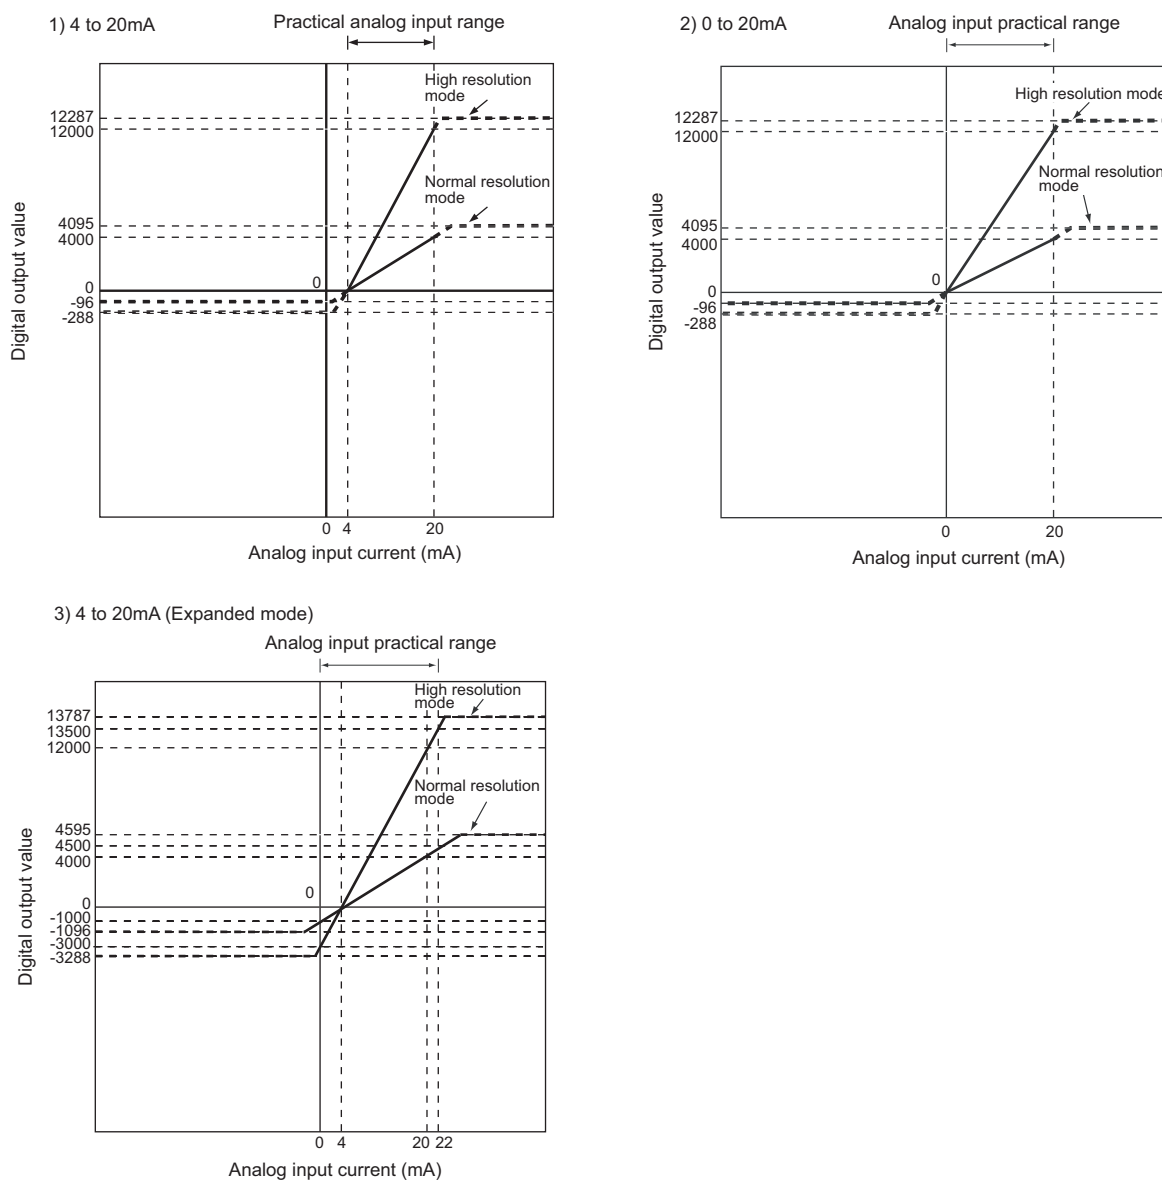 1) 4 to 20mA
Practical analog input range
High resolution
mode
12287
12000
Normal resolution
mode
4095
4000
0
0
-96
-288
Digital output value
0 4 20
Analog input current (mA)
2) 0 to 20mA
Analog input practical range
High resolution mode
12287
12000
Normal resolution
mode
4095
4000
0
0
-96
-288
Digital output value
0 20
Analog input current (mA)
3) 4 to 20mA (Expanded mode)
Analog input practical range
High resolution
mode
13787
13500
12000
Normal resolution
mode
4595
4500
4000
0
0
-1000
-1096
-3000
-3288
Digital output value
0 4 20 22
Analog input current (mA)